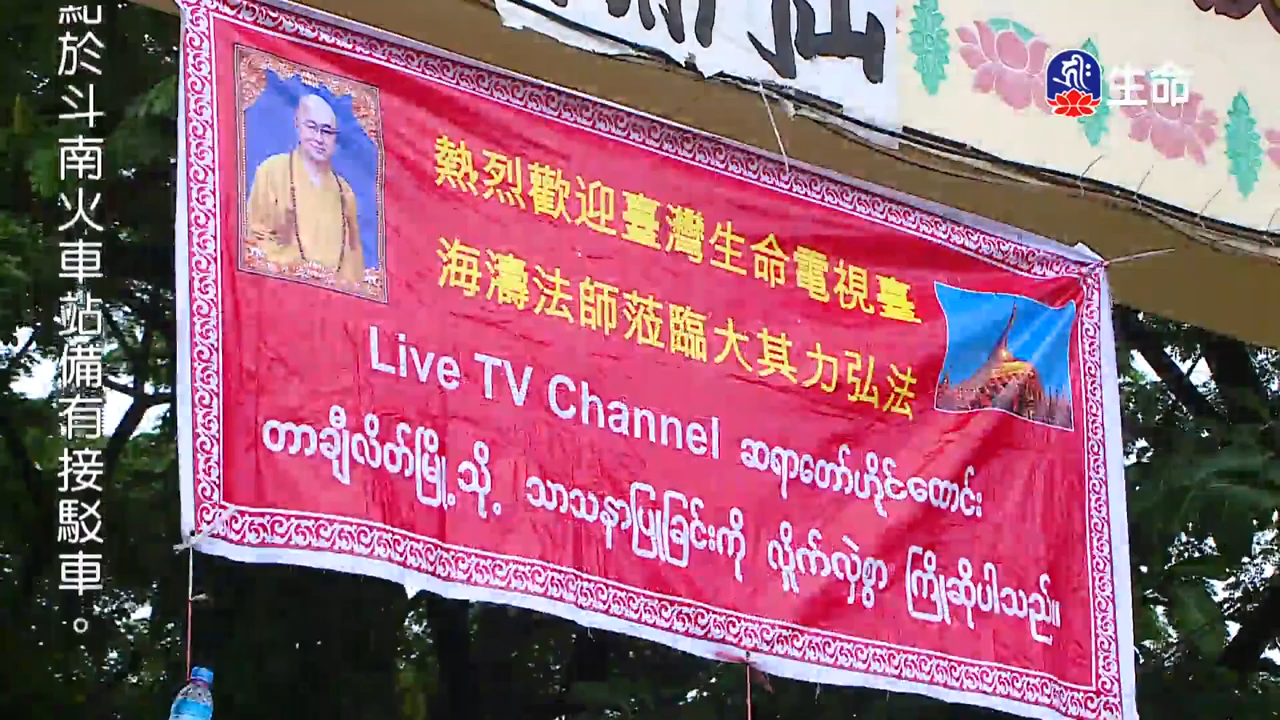 熱烈歡迎臺灣生命電視臺
海濤法師蒞臨大其力弘法
Live TV Channel ဆရာတော်ဟိုင်ထောင်း
တာချီလိတ်မြို့သို့ သာသနာပြုခြင်းကို လှိုက်လှဲစွာ ကြိုဆိုပါသည်။
生命
點於斗南火車站備有接駁車。